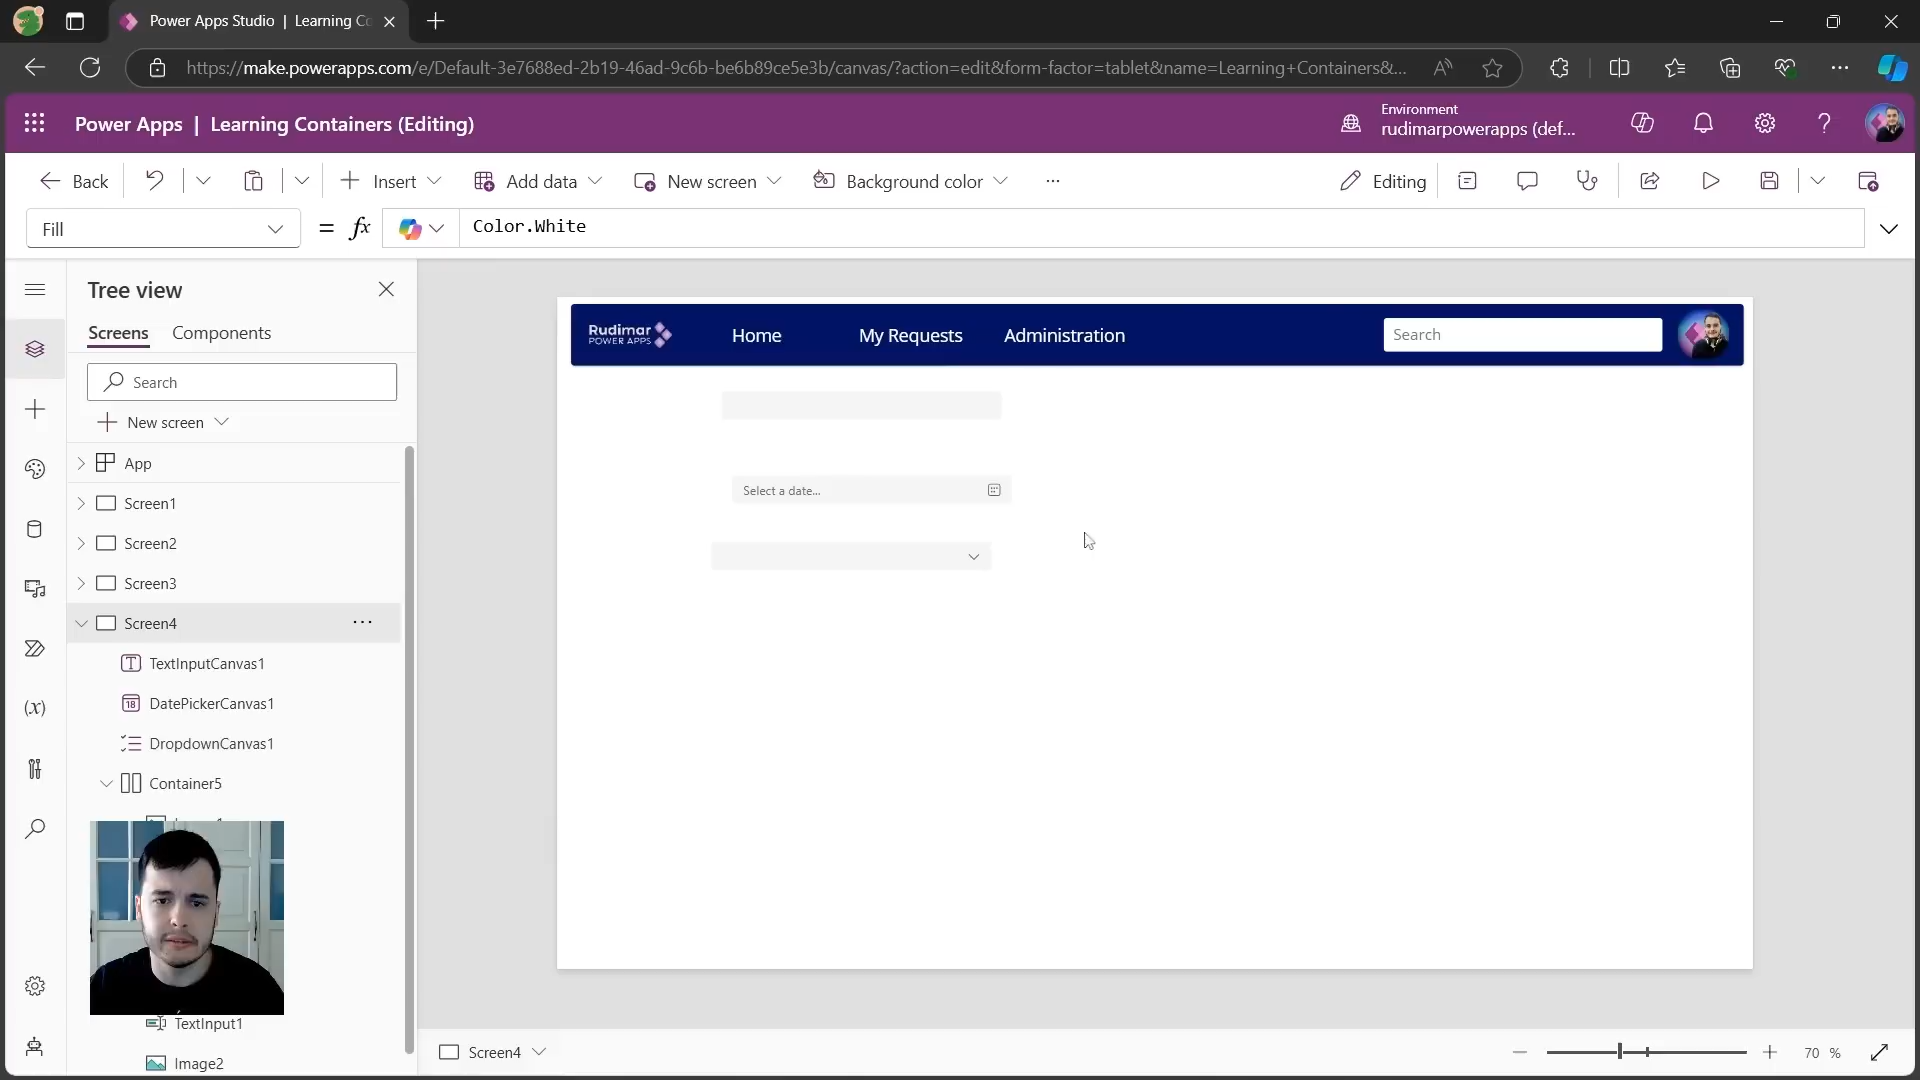 Power Apps Studio | Learning Co
https://make.powerapps.com/e/Default-3e7688ed-2b19-46ad-9c6b-be6b89ce5e3b/canvas/?action=edit&form-factor=tablet&name=Learning+Containers&...
Power Apps | Learning Containers (Editing)
Environment
rudimarpowerapps (def...
Back
Insert
Add data
New screen
Background color
...
Editing
Fill
= fx
Color.White
Tree view
Screens Components
Search
New screen
App
Screen1
Screen2
Screen3
Screen4
TextInputCanvas1
DatePickerCanvas1
DropdownCanvas1
Container5
TextInput1
Image2
Rudimar
POWER APPS
Home
My Requests
Administration
Search
Select a date...
Screen4
70 %